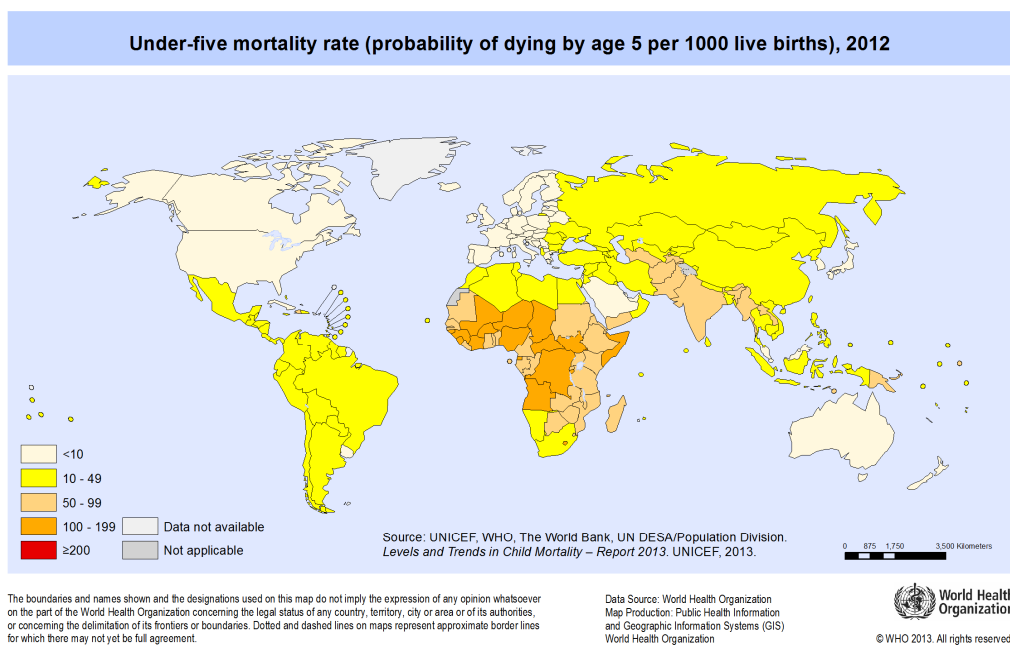 Under-five mortality rate (probability of dying by age 5 per 1000 live births), 2012
<10
10 - 49
50 - 99
100 - 199
≥200
Data not available
Not applicable
Source: UNICEF, WHO, The World Bank, UN DESA/Population Division.
Levels and Trends in Child Mortality – Report 2013. UNICEF, 2013.
0 875 1,750 3,500 Kilometers
The boundaries and names shown and the designations used on this map do not imply the expression of any opinion whatsoever
on the part of the World Health Organization concerning the legal status of any country, territory, city or area or of its authorities,
or concerning the delimitation of its frontiers or boundaries. Dotted and dashed lines on maps represent approximate border lines
for which there may not yet be full agreement.
Data Source: World Health Organization
Map Production: Public Health Information
and Geographic Information Systems (GIS)
World Health Organization
World Health
Organization
© WHO 2013. All rights reserved